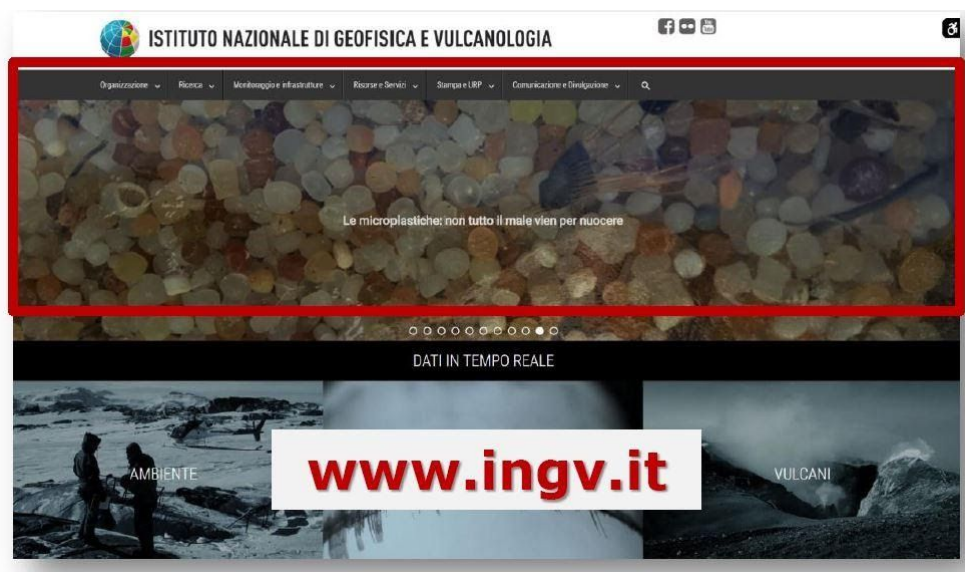 ISTITUTO NAZIONALE DI GEOFISICA E VULCANOLOGIA
Organizzazione Ricerca Monitoraggio e infrastrutture Risorse e Servizi Stampa e URP Comunicazione e Divulgazione
Le microplastiche: non tutto il male vien per nuocere
DATI IN TEMPO REALE
AMBIENTE
www.ingv.it
VULCANI